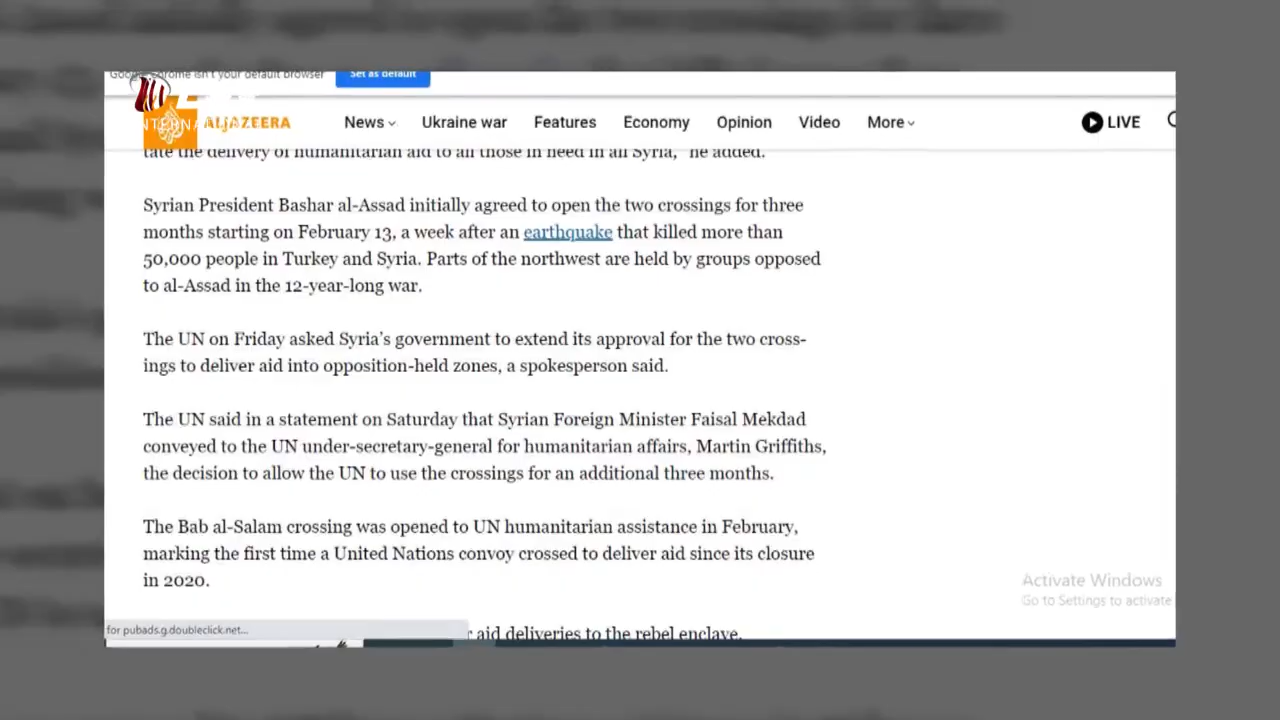 Google Chrome isn't your default browser
Set as default
INTERNATIONAL
ALJAZEERA
News
Ukraine war
Features
Economy
Opinion
Video
More
LIVE
tate the delivery of humanitarian aid to all those in need in all Syria," he added.
Syrian President Bashar al-Assad initially agreed to open the two crossings for three
months starting on February 13, a week after an earthquake that killed more than
50,000 people in Turkey and Syria. Parts of the northwest are held by groups opposed
to al-Assad in the 12-year-long war.
The UN on Friday asked Syria's government to extend its approval for the two cross-
ings to deliver aid into opposition-held zones, a spokesperson said.
The UN said in a statement on Saturday that Syrian Foreign Minister Faisal Mekdad
conveyed to the UN under-secretary-general for humanitarian affairs, Martin Griffiths,
the decision to allow the UN to use the crossings for an additional three months.
The Bab al-Salam crossing was opened to UN humanitarian assistance in February,
marking the first time a United Nations convoy crossed to deliver aid since its closure
in 2020.
Activate Windows
Go to Settings to activate
for pubads.g.doubleclick.net...
aid deliveries to the rebel enclave.